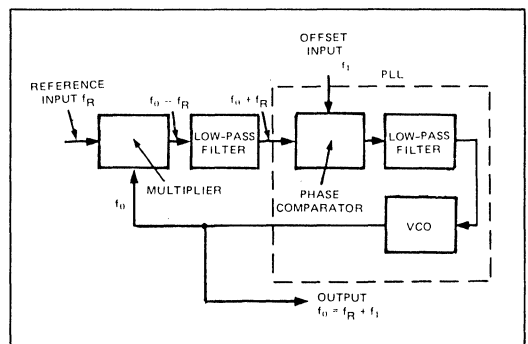 OFFSET
INPUT
f1
PLL
REFERENCE
INPUT fR
f0 – fR
f0 + fR
LOW-PASS
FILTER
LOW-PASS
FILTER
MULTIPLIER
PHASE
COMPARATOR
f0
VCO
OUTPUT
f0 = fR + f1